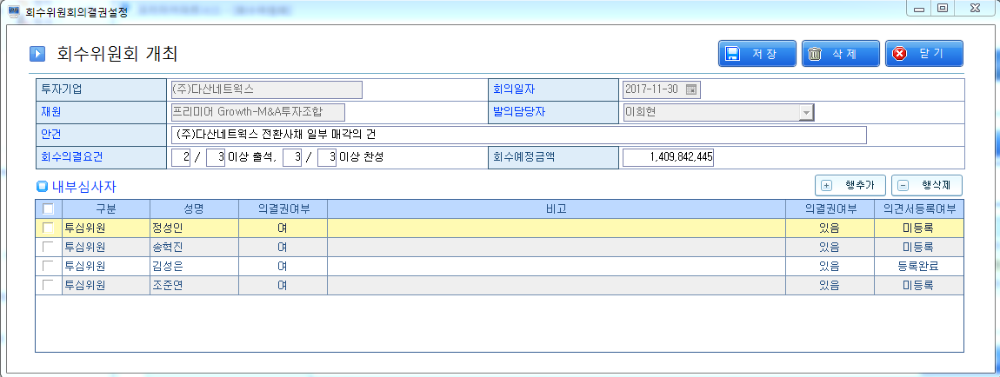 회수위원회의결권설정
회수위원회 개최
저 장 삭 제 닫 기
투자기업 (주)다산네트웍스 회의일자 2017-11-30
재원 프리미어 Growth-M&A투자조합 발의담당자 이희현
안건 (주)다산네트웍스 전환사채 일부 매각의 건
회수의결요건 2 / 3 이상 출석, 3 / 3 이상 찬성 회수예정금액 1,409,842,445
내부심사자 행추가 행삭제
구분 성명 의결권여부 비고 의결권여부 의견서등록여부
투심위원 정성인 여 있음 미등록
투심위원 송혁진 여 있음 미등록
투심위원 김성은 여 있음 등록완료
투심위원 조준연 여 있음 미등록